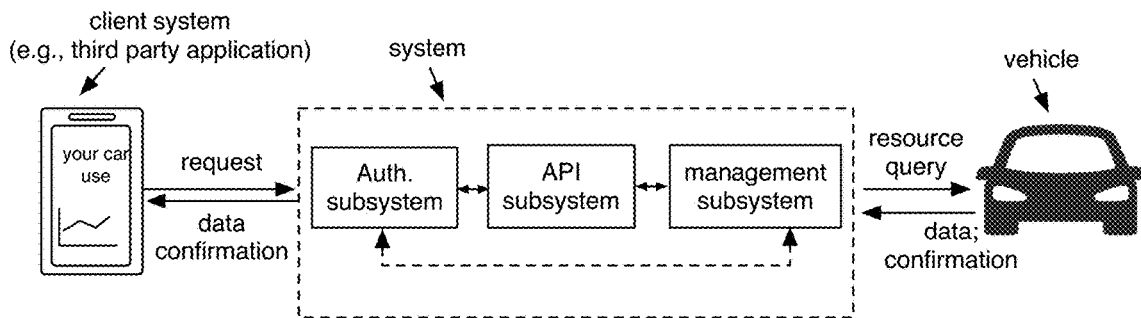 client system
(e.g., third party application)
system
vehicle
your car
use
request
data
confirmation
Auth.
subsystem
API
subsystem
management
subsystem
resource
query
data;
confirmation